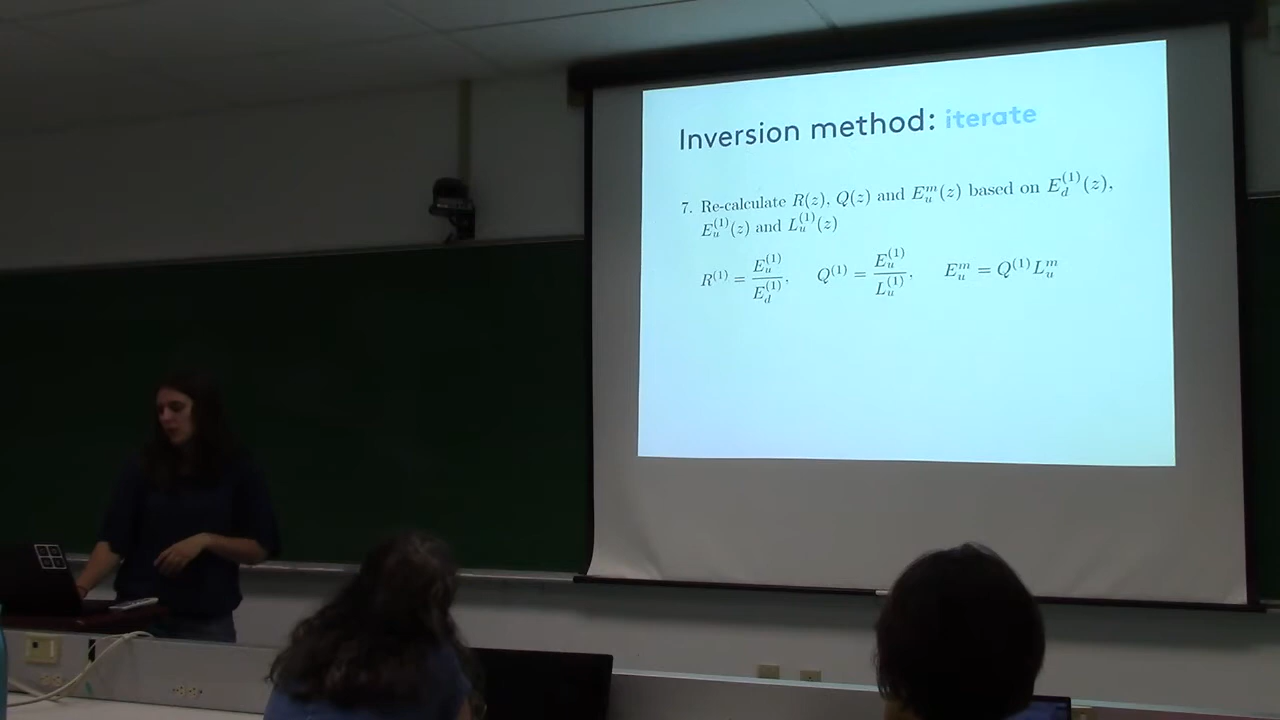 Inversion method: iterate
7. Re-calculate R(z), Q(z) and E_u^m(z) based on E_d^(1)(z),
E_u^(1)(z) and L_u^(1)(z)
R^(1) = E_u^(1)/E_d^(1), Q^(1) = E_u^(1)/L_u^(1), E_u^m = Q^(1) L_u^m